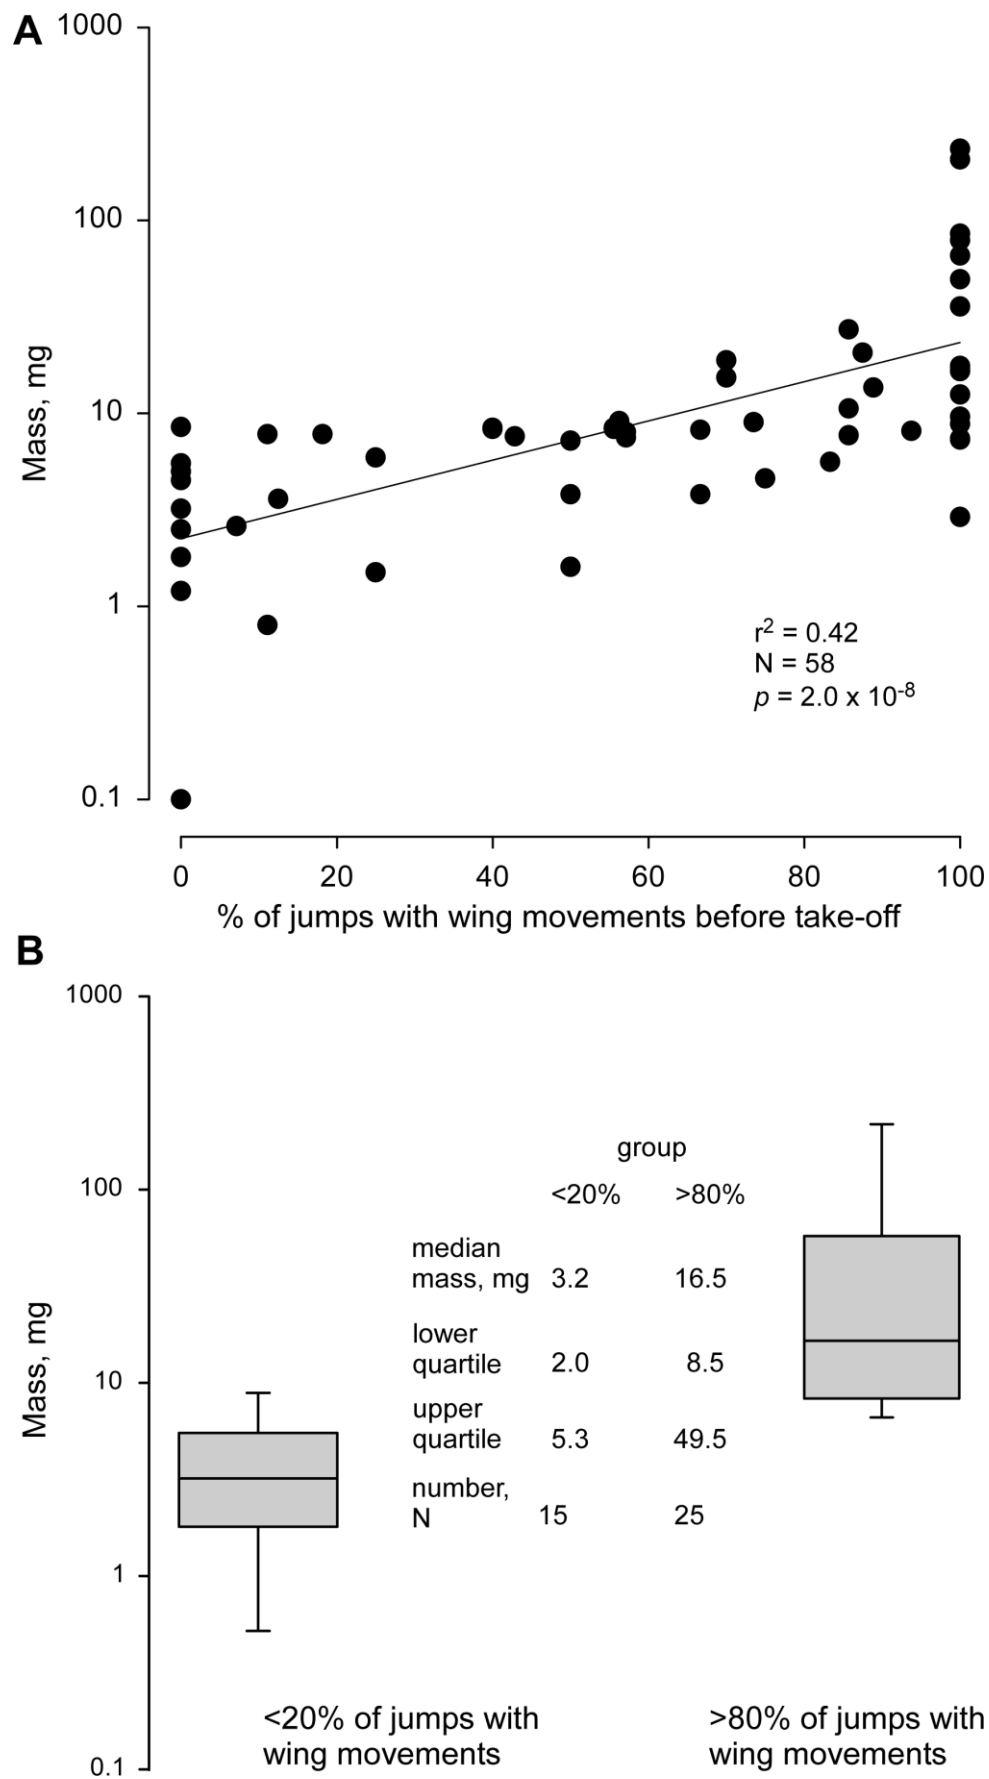 A
1000
100
10
1
0.1
Mass, mg
r² = 0.42
N = 58
p = 2.0 x 10⁻⁸
0 20 40 60 80 100
% of jumps with wing movements before take-off
B
1000
100
10
1
0.1
Mass, mg
group
<20% >80%
median
mass, mg 3.2 16.5
lower
quartile 2.0 8.5
upper
quartile 5.3 49.5
number,
N 15 25
<20% of jumps with
wing movements
>80% of jumps with
wing movements